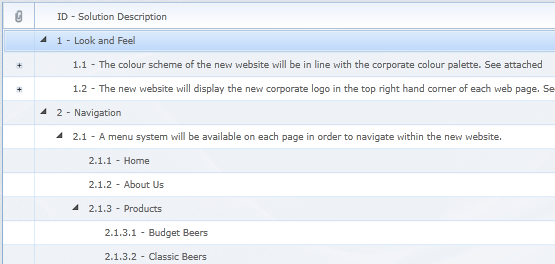 ID - Solution Description
1 - Look and Feel
1.1 - The colour scheme of the new website will be in line with the corporate colour palette. See attached
1.2 - The new website will display the new corporate logo in the top right hand corner of each web page. Se
2 - Navigation
2.1 - A menu system will be available on each page in order to navigate within the new website.
2.1.1 - Home
2.1.2 - About Us
2.1.3 - Products
2.1.3.1 - Budget Beers
2.1.3.2 - Classic Beers